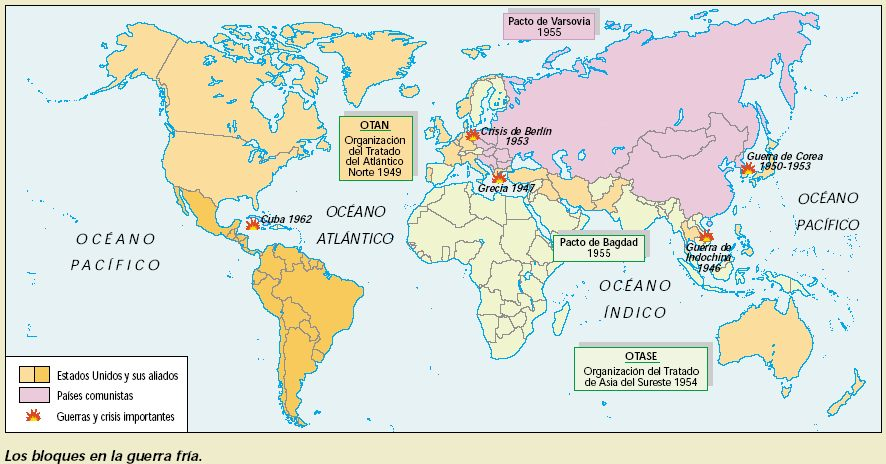 Pacto de Varsovia
1955
OTAN
Organización
del Tratado
del Atlántico
Norte 1949
Crisis de Berlín
1953
Guerra de Corea
1950-1953
Grecia 1947
Cuba 1962
OCÉANO
ATLÁNTICO
OCÉANO
PACÍFICO
OCÉANO
PACÍFICO
Pacto de Bagdad
1955
Guerra de
Indochina
1946
OCÉANO
ÍNDICO
OTASE
Organización del Tratado
de Asia del Sureste 1954
Estados Unidos y sus aliados
Países comunistas
Guerras y crisis importantes
Los bloques en la guerra fría.